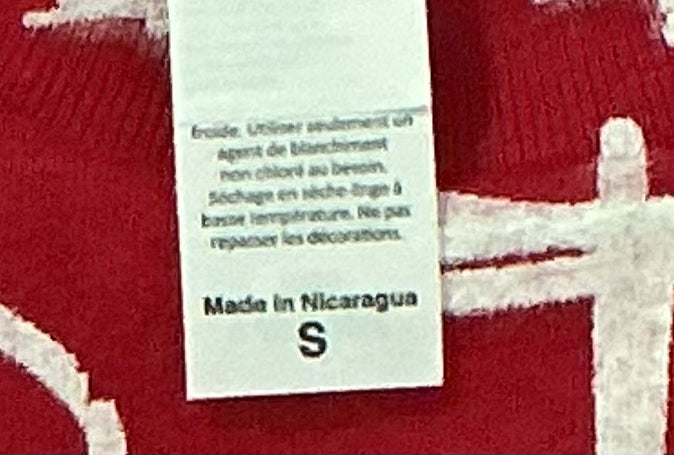 froide. Utiliser seulement un
agent de blanchiment
non chloré au besoin.
Séchage en sèche-linge à
basse température. Ne pas
repasser les décorations.
Made in Nicaragua
S